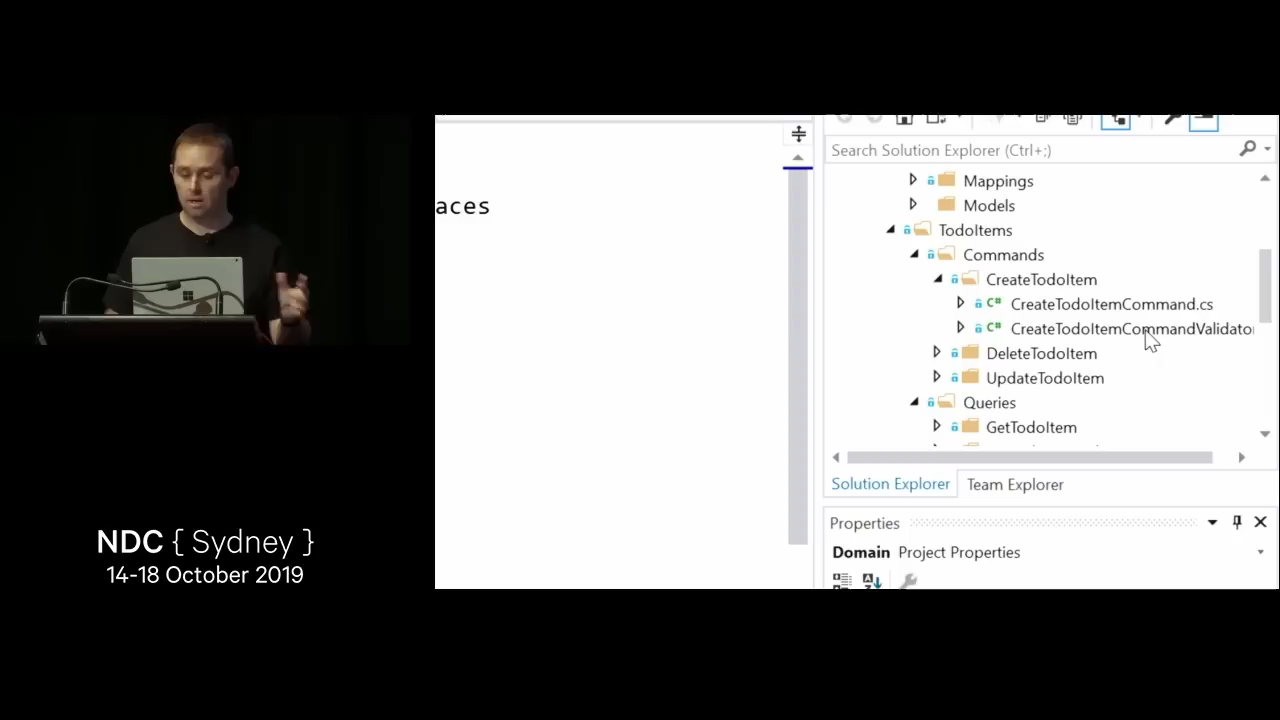 aces
Search Solution Explorer (Ctrl+;)
Mappings
Models
TodoItems
Commands
CreateTodoItem
C# CreateTodoItemCommand.cs
C# CreateTodoItemCommandValidator
DeleteTodoItem
UpdateTodoItem
Queries
GetTodoItem
Solution Explorer Team Explorer
Properties
Domain Project Properties
NDC { Sydney }
14-18 October 2019